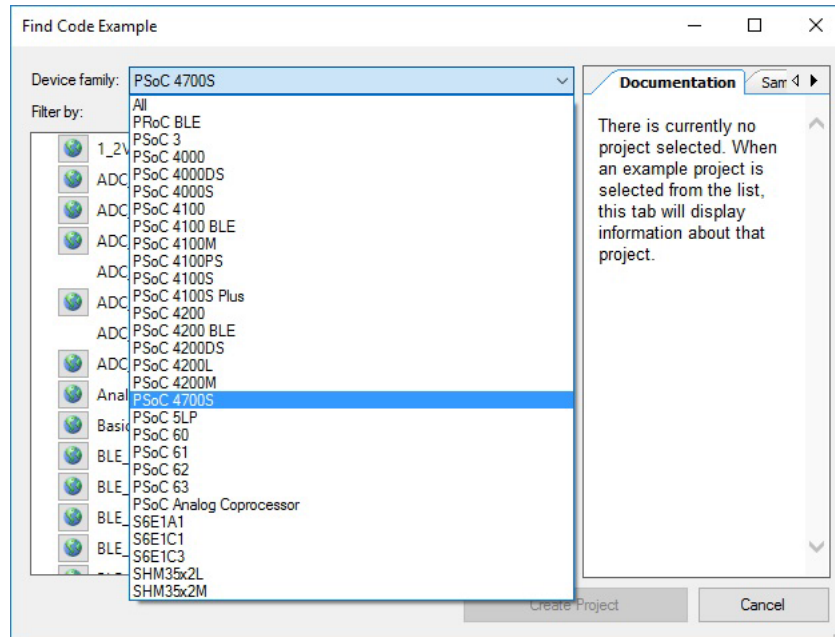 Find Code Example
Device family: PSoC 4700S
Filter by:
All
PRoC BLE
PSoC 3
PSoC 4000
PSoC 4000DS
PSoC 4000S
PSoC 4100
PSoC 4100 BLE
PSoC 4100M
PSoC 4100PS
PSoC 4100S
PSoC 4100S Plus
PSoC 4200
PSoC 4200 BLE
PSoC 4200DS
PSoC 4200L
PSoC 4200M
PSoC 4700S
PSoC 5LP
PSoC 60
PSoC 61
PSoC 62
PSoC 63
PSoC Analog Coprocessor
S6E1A1
S6E1C1
S6E1C3
SHM35x2L
SHM35x2M
1_2V
ADC_
ADC_
ADC_
ADC
ADC_
ADC
ADC
Anal
Basic
BLE_
BLE_
BLE_
BLE_
Documentation
Sam
There is currently no
project selected. When
an example project is
selected from the list,
this tab will display
information about that
project.
Create Project
Cancel